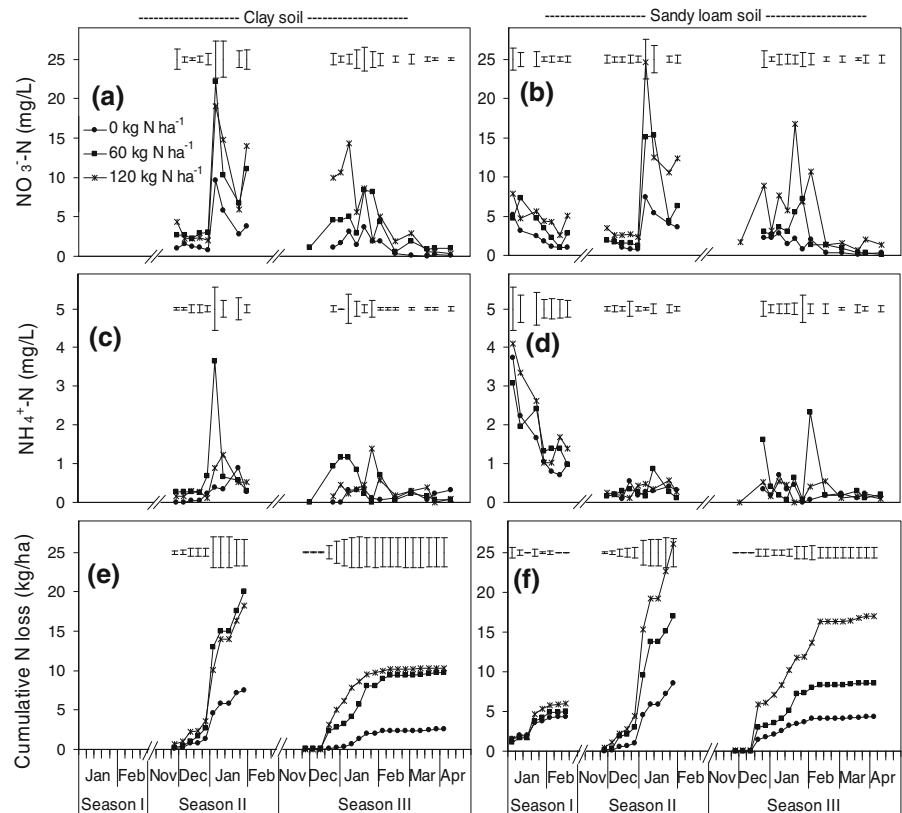 Clay soil
Sandy loam soil
NO₃⁻-N (mg/L)
30
25
20
15
10
5
0
(a)
0 kg N ha⁻¹
60 kg N ha⁻¹
120 kg N ha⁻¹
(b)
NH₄⁺-N (mg/L)
6
5
4
3
2
1
0
(c)
(d)
Cumulative N loss (kg/ha)
30
25
20
15
10
5
0
(e)
(f)
Jan Feb Nov Dec Jan Feb Nov Dec Jan Feb Mar Apr
Season I Season II Season III
Jan Feb Nov Dec Jan Feb Nov Dec Jan Feb Mar Apr
Season I Season II Season III